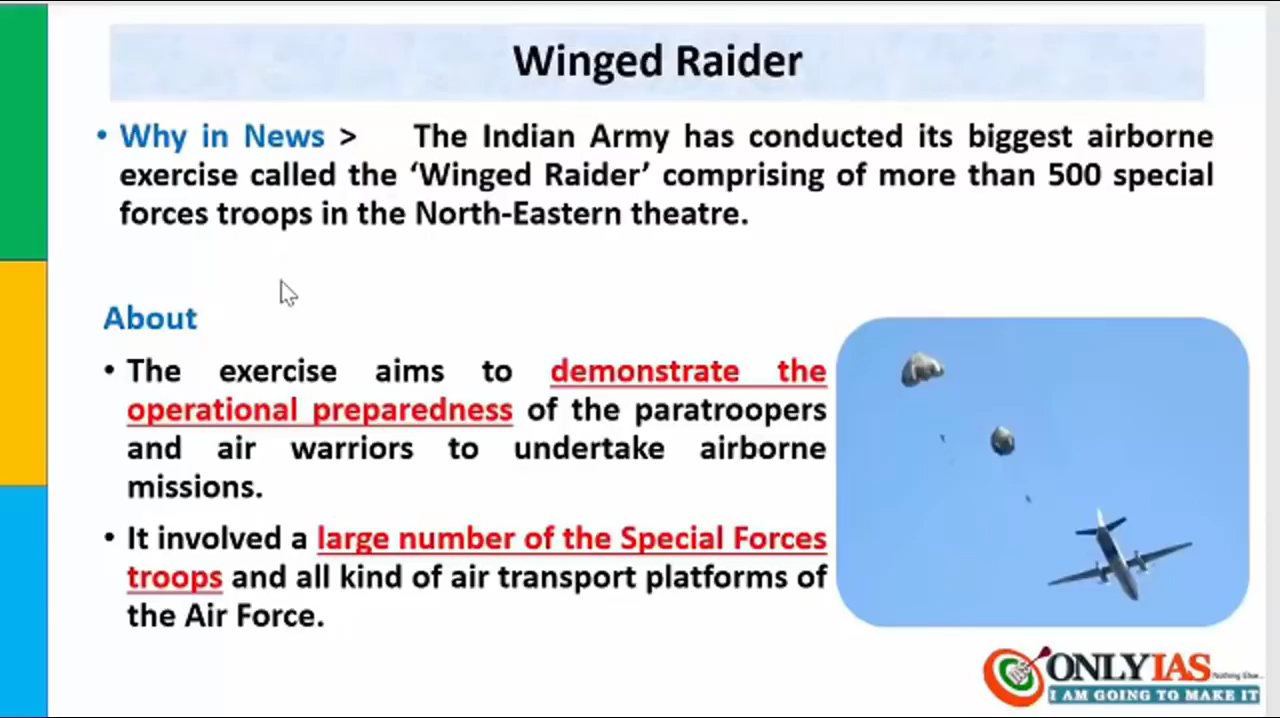 Winged Raider
• Why in News > The Indian Army has conducted its biggest airborne
exercise called the ‘Winged Raider’ comprising of more than 500 special
forces troops in the North-Eastern theatre.
About
• The exercise aims to demonstrate the
operational preparedness of the paratroopers
and air warriors to undertake airborne
missions.
• It involved a large number of the Special Forces
troops and all kind of air transport platforms of
the Air Force.
ONLYIAS
Nothing Else...
I AM GOING TO MAKE IT